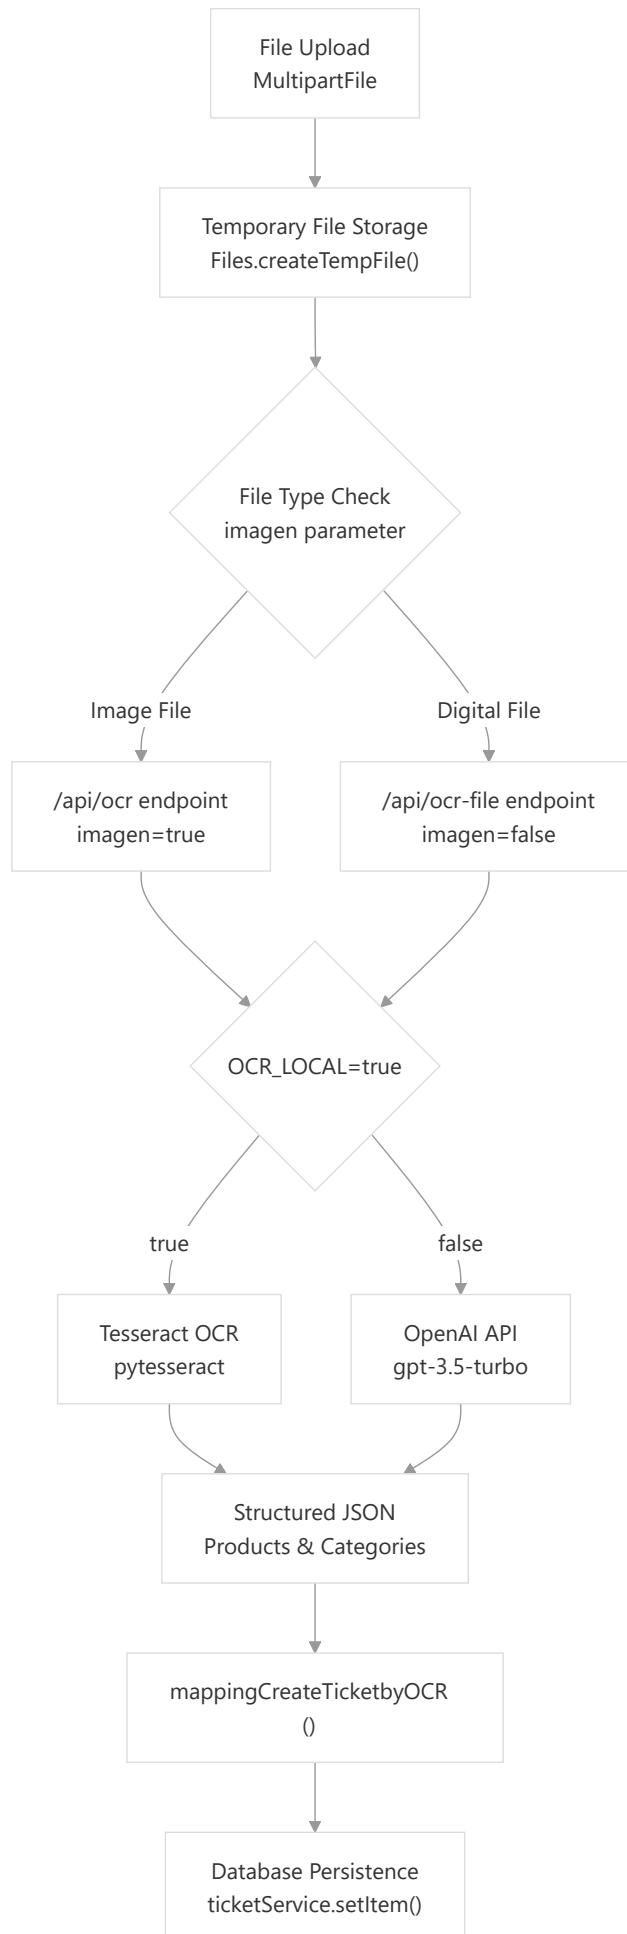 File Upload
MultipartFile
Temporary File Storage
Files.createTempFile()
File Type Check
imagen parameter
Image File
Digital File
/api/ocr endpoint
imagen=true
/api/ocr-file endpoint
imagen=false
OCR_LOCAL=true
true
false
Tesseract OCR
pytesseract
OpenAI API
gpt-3.5-turbo
Structured JSON
Products & Categories
mappingCreateTicketbyOCR
()
Database Persistence
ticketService.setItem()